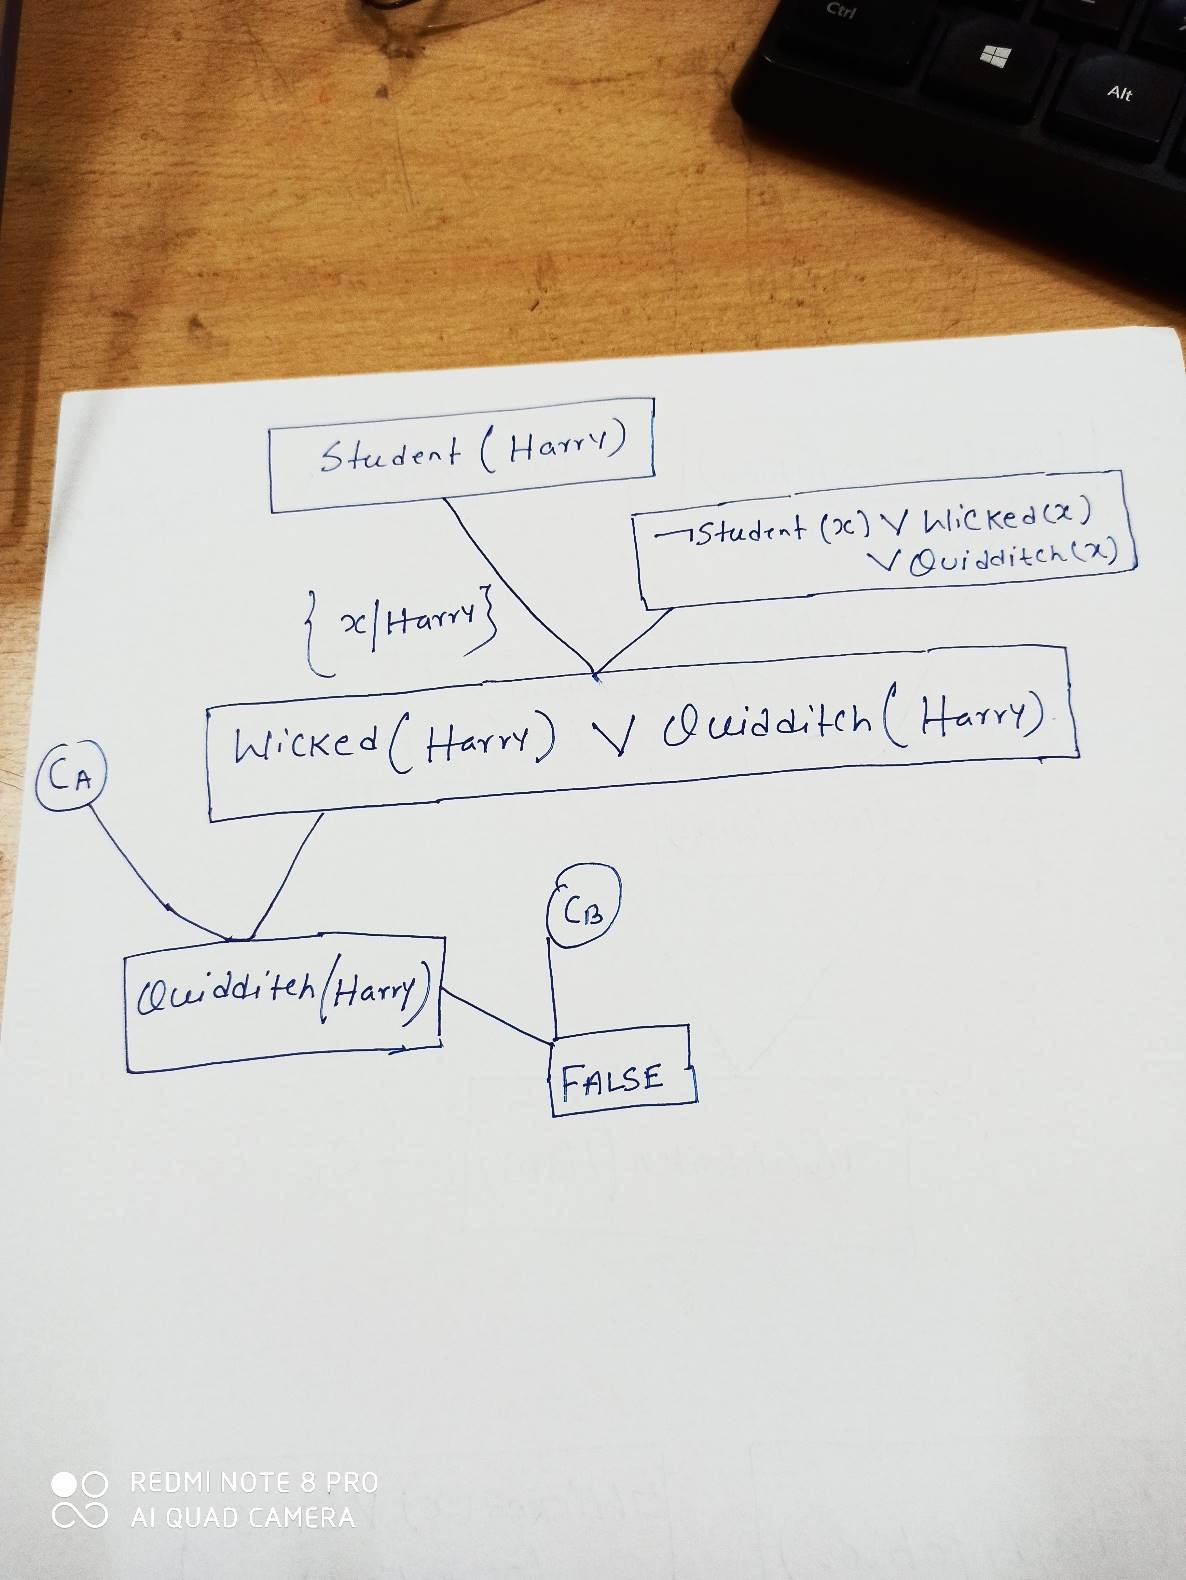 Ctrl
Alt
Student (Harry)
¬Student (x) ∨ Wicked(x)
∨ Quidditch(x)
{ x/Harry }
Wicked (Harry) ∨ Quidditch (Harry)
CA
CB
Quidditch (Harry)
FALSE
REDMI NOTE 8 PRO
AI QUAD CAMERA